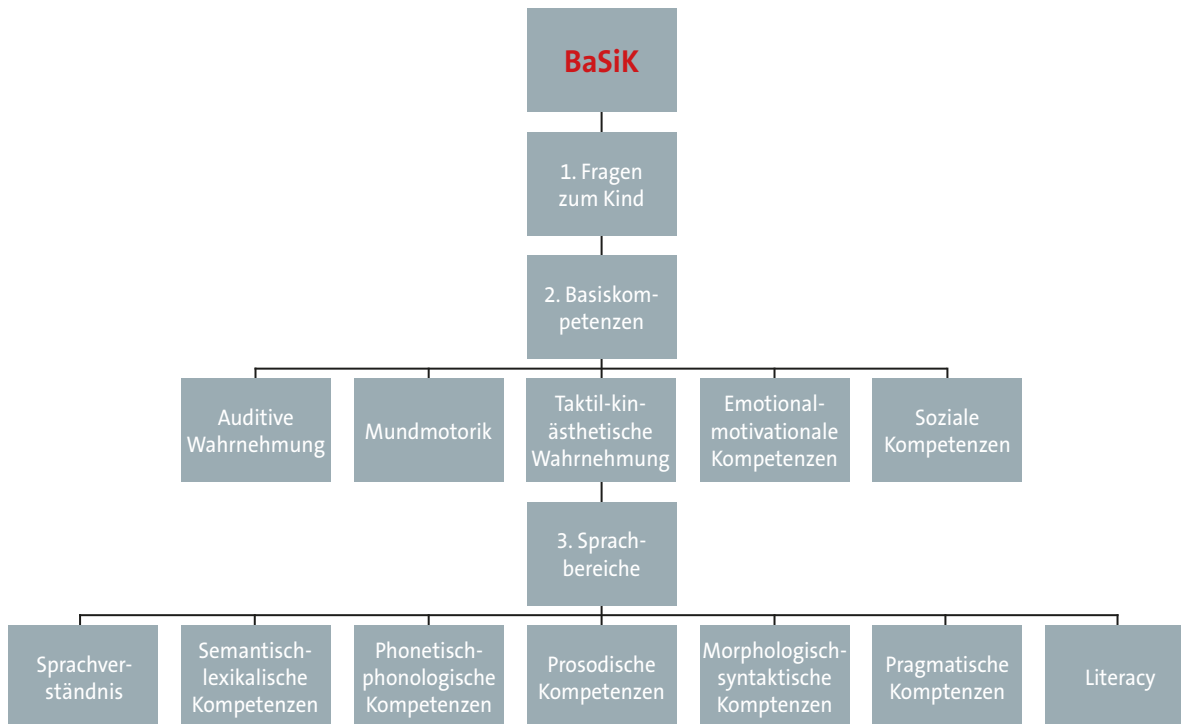 BaSiK
1. Fragen
zum Kind
2. Basiskom-
petenzen
Auditive
Wahrnehmung
Mundmotorik
Taktil-kin-
ästhetische
Wahrnehmung
Emotional-
motivationale
Kompetenzen
Soziale
Kompetenzen
3. Sprach-
bereiche
Sprachver-
ständnis
Semantisch-
lexikalische
Kompetenzen
Phonetisch-
phonologische
Kompetenzen
Prosodische
Kompetenzen
Morphologisch-
syntaktische
Komptenzen
Pragmatische
Komptenzen
Literacy